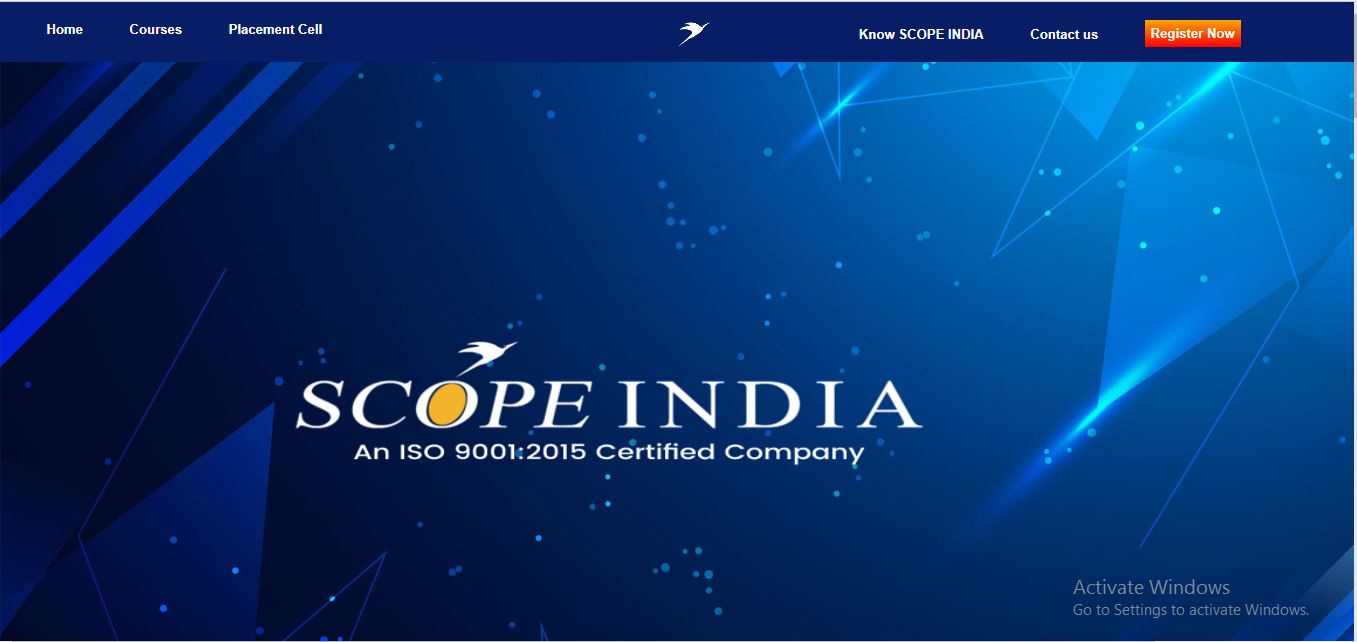 Home Courses Placement Cell Know SCOPE INDIA Contact us Register Now
SCOPE INDIA
An ISO 9001:2015 Certified Company
Activate Windows
Go to Settings to activate Windows.